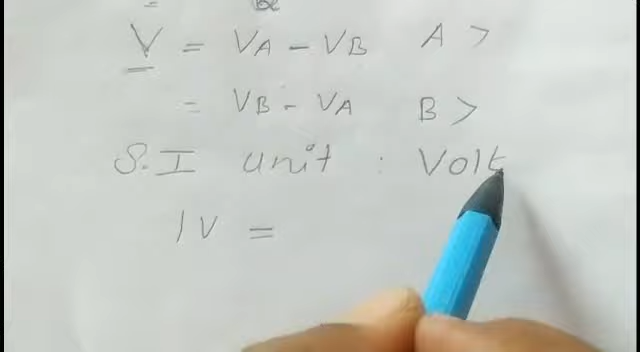 V = VA - VB A >
= VB - VA B >
S.I unit : Volt
1V =